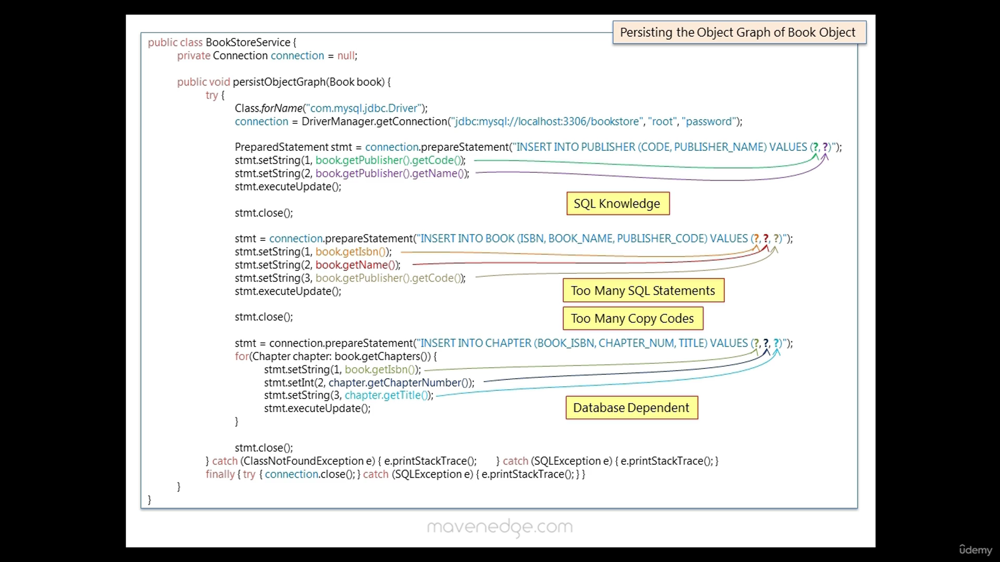 Persisting the Object Graph of Book Object
public class BookStoreService {
private Connection connection = null;
public void persistObjectGraph(Book book) {
try {
Class.forName("com.mysql.jdbc.Driver");
connection = DriverManager.getConnection("jdbc:mysql://localhost:3306/bookstore", "root", "password");
PreparedStatement stmt = connection.prepareStatement("INSERT INTO PUBLISHER (CODE, PUBLISHER_NAME) VALUES (?, ?)");
stmt.setString(1, book.getPublisher().getCode());
stmt.setString(2, book.getPublisher().getName());
stmt.executeUpdate();
SQL Knowledge
stmt.close();
stmt = connection.prepareStatement("INSERT INTO BOOK (ISBN, BOOK_NAME, PUBLISHER_CODE) VALUES (?, ?, ?)");
stmt.setString(1, book.getIsbn());
stmt.setString(2, book.getName());
stmt.setString(3, book.getPublisher().getCode());
stmt.executeUpdate();
Too Many SQL Statements
stmt.close();
Too Many Copy Codes
stmt = connection.prepareStatement("INSERT INTO CHAPTER (BOOK_ISBN, CHAPTER_NUM, TITLE) VALUES (?, ?, ?)");
for(Chapter chapter: book.getChapters()) {
stmt.setString(1, book.getIsbn());
stmt.setInt(2, chapter.getChapterNumber());
stmt.setString(3, chapter.getTitle());
stmt.executeUpdate();
Database Dependent
}
stmt.close();
} catch (ClassNotFoundException e) { e.printStackTrace(); } catch (SQLException e) { e.printStackTrace(); }
finally { try { connection.close(); } catch (SQLException e) { e.printStackTrace(); } }
}
}
mavenedge.com
ûdemy